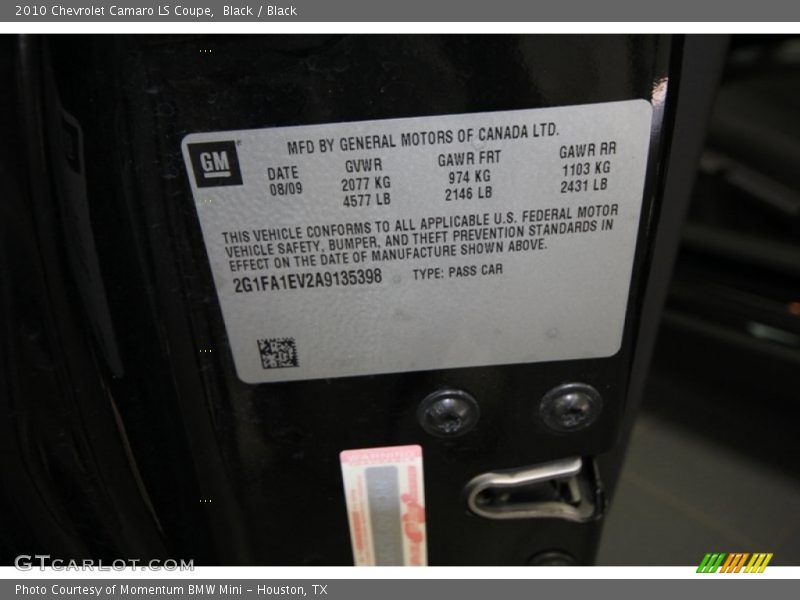 2010 Chevrolet Camaro LS Coupe, Black / Black
GM
MFD BY GENERAL MOTORS OF CANADA LTD.
DATE GVWR GAWR FRT GAWR RR
08/09 2077 KG 974 KG 1103 KG
4577 LB 2146 LB 2431 LB
THIS VEHICLE CONFORMS TO ALL APPLICABLE U.S. FEDERAL MOTOR
VEHICLE SAFETY, BUMPER, AND THEFT PREVENTION STANDARDS IN
EFFECT ON THE DATE OF MANUFACTURE SHOWN ABOVE.
2G1FA1EV2A9135398 TYPE: PASS CAR
WARNING
GTCARLOT.COM
Photo Courtesy of Momentum BMW Mini - Houston, TX